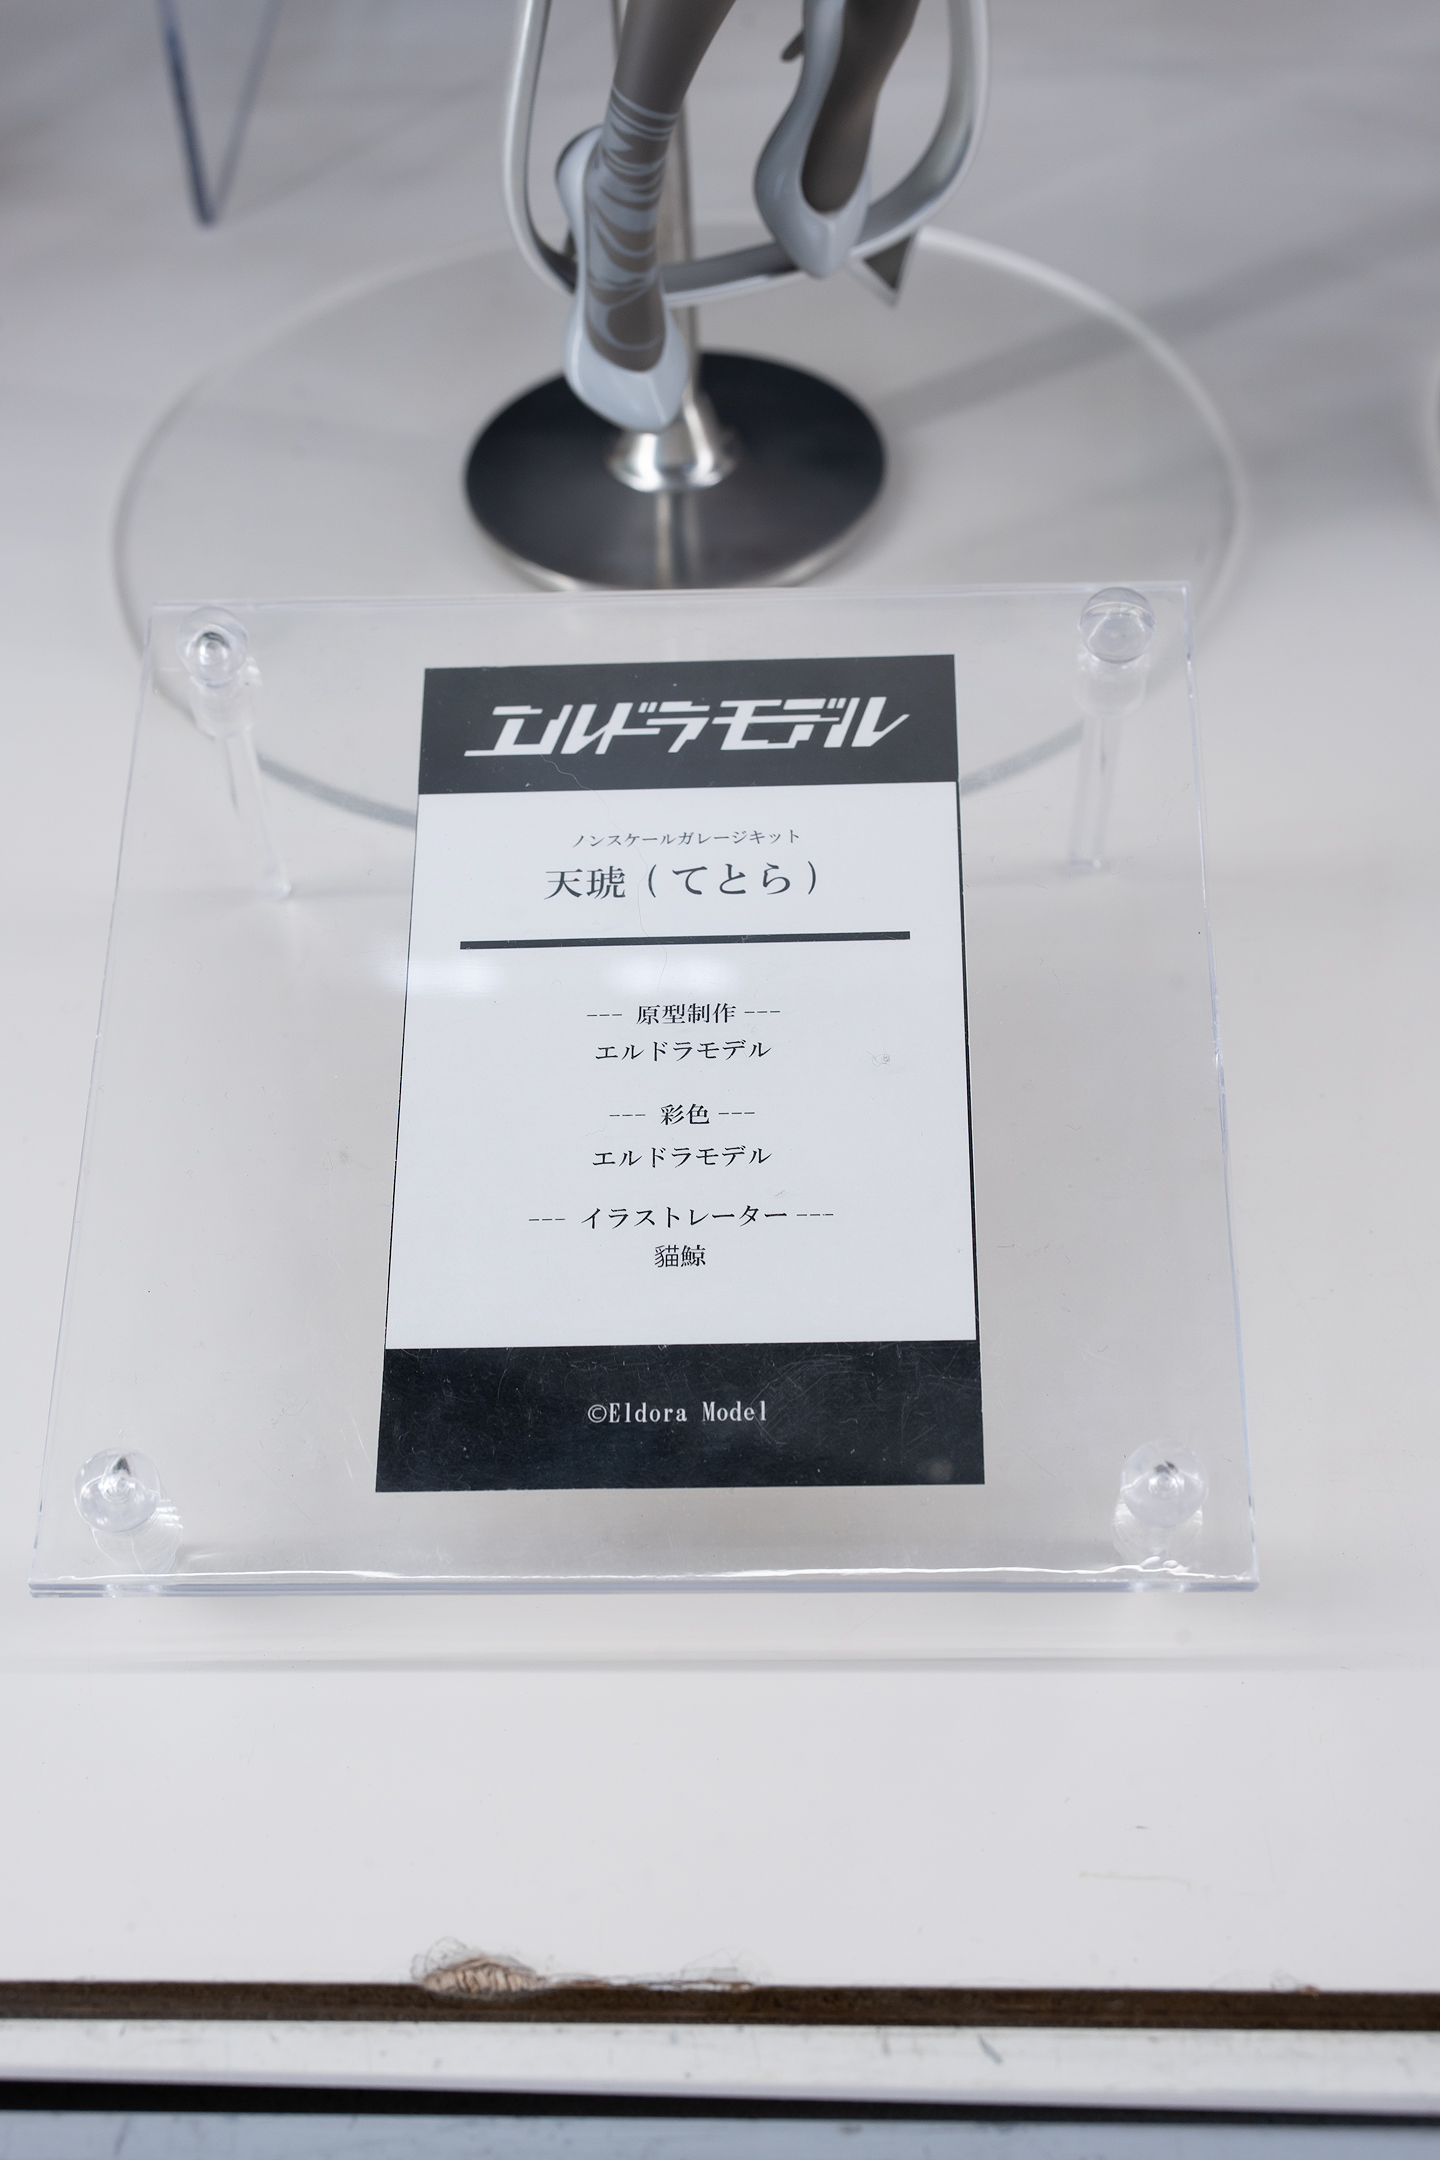 エルドラモデル
ノンスケールガレージキット
天琥（てとら）
--- 原型制作 ---
エルドラモデル
--- 彩色 ---
エルドラモデル
--- イラストレーター ---
貓鯨
©Eldora Model